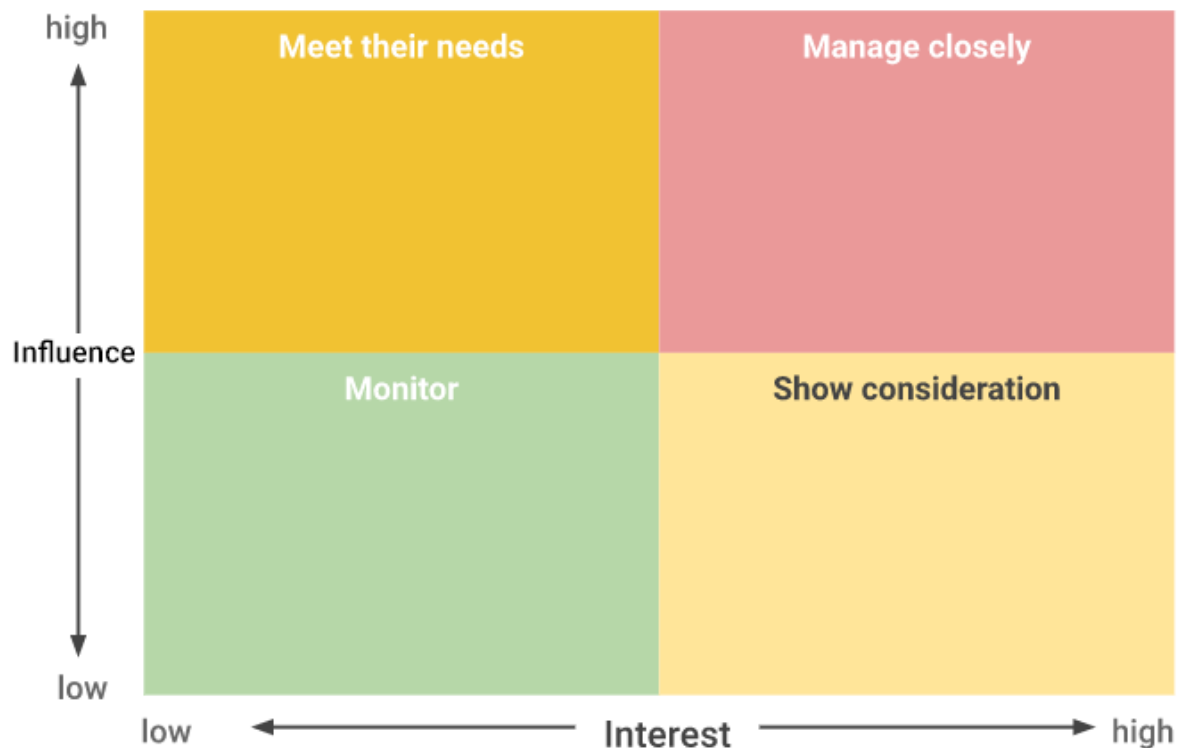 high
Meet their needs
Manage closely
Influence
Monitor
Show consideration
low
low
Interest
high